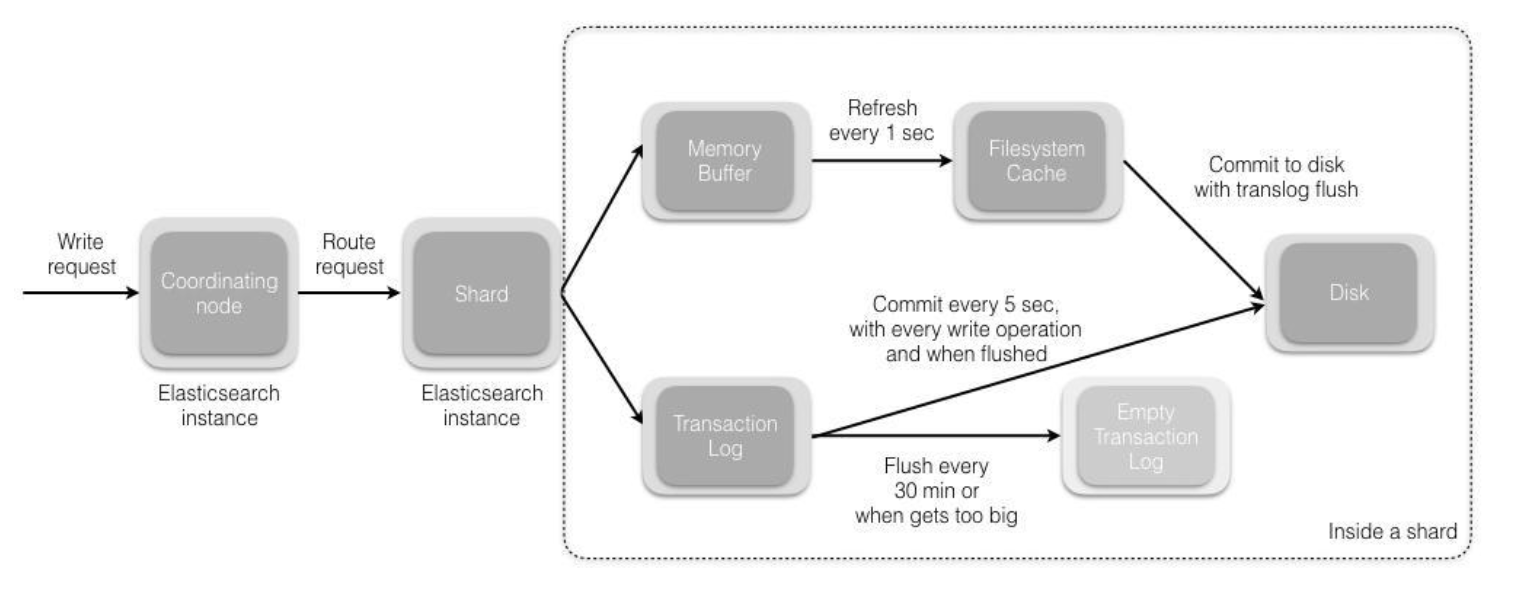 Write
request
Coordinating
node
Elasticsearch
instance
Route
request
Shard
Elasticsearch
instance
Memory
Buffer
Refresh
every 1 sec
Filesystem
Cache
Commit to disk
with translog flush
Disk
Commit every 5 sec,
with every write operation
and when flushed
Transaction
Log
Flush every
30 min or
when gets too big
Empty
Transaction
Log
Inside a shard